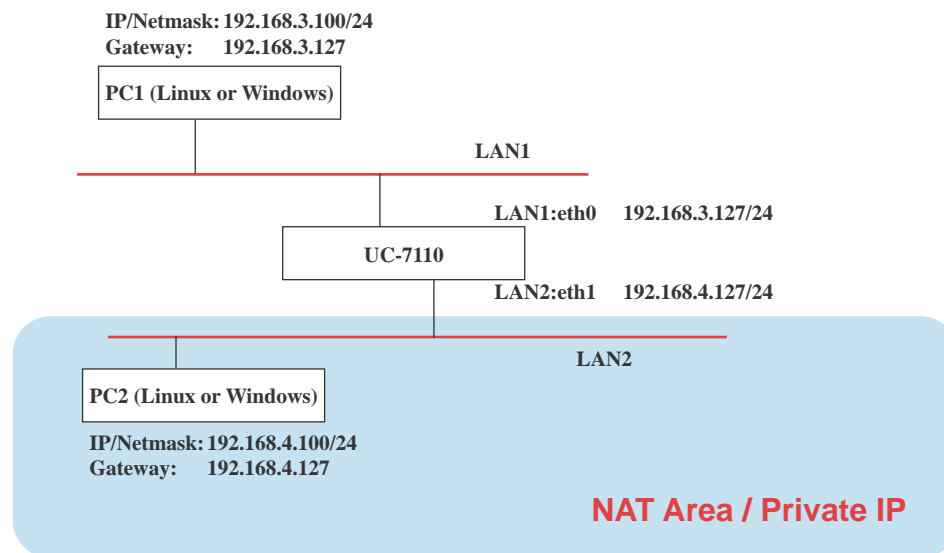 IP/Netmask: 192.168.3.100/24
Gateway: 192.168.3.127
PC1 (Linux or Windows)
LAN1
LAN1:eth0 192.168.3.127/24
UC-7110
LAN2:eth1 192.168.4.127/24
LAN2
PC2 (Linux or Windows)
IP/Netmask: 192.168.4.100/24
Gateway: 192.168.4.127
NAT Area / Private IP